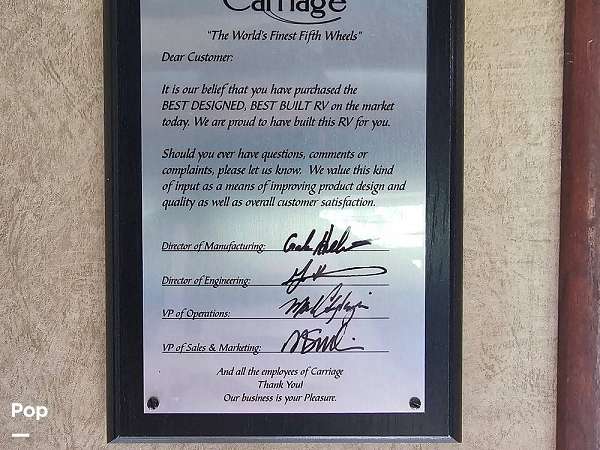 Carriage
"The World's Finest Fifth Wheels"
Dear Customer:
It is our belief that you have purchased the
BEST DESIGNED, BEST BUILT RV on the market
today. We are proud to have built this RV for you.
Should you ever have questions, comments or
complaints, please let us know. We value this kind
of input as a means of improving product design and
quality as well as overall customer satisfaction.
Director of Manufacturing:
Director of Engineering:
VP of Operations:
VP of Sales & Marketing:
And all the employees of Carriage
Thank You!
Our business is your Pleasure.
Pop